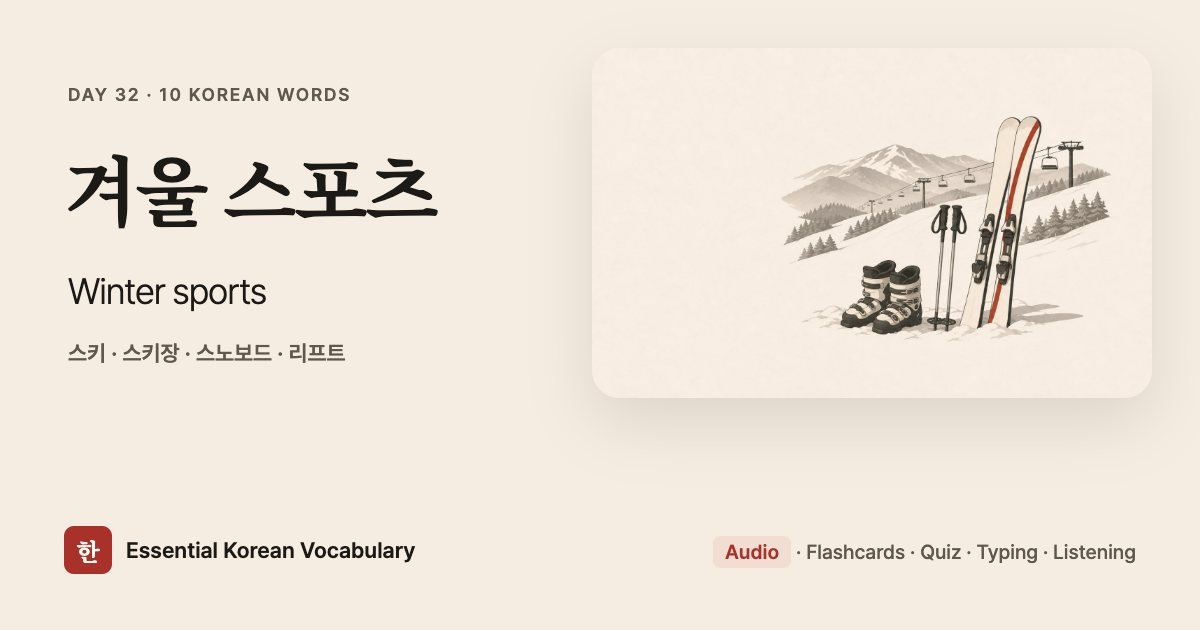 DAY 32 · 10 KOREAN WORDS
겨울 스포츠
Winter sports
스키 · 스키장 · 스노보드 · 리프트
한 Essential Korean Vocabulary
Audio · Flashcards · Quiz · Typing · Listening